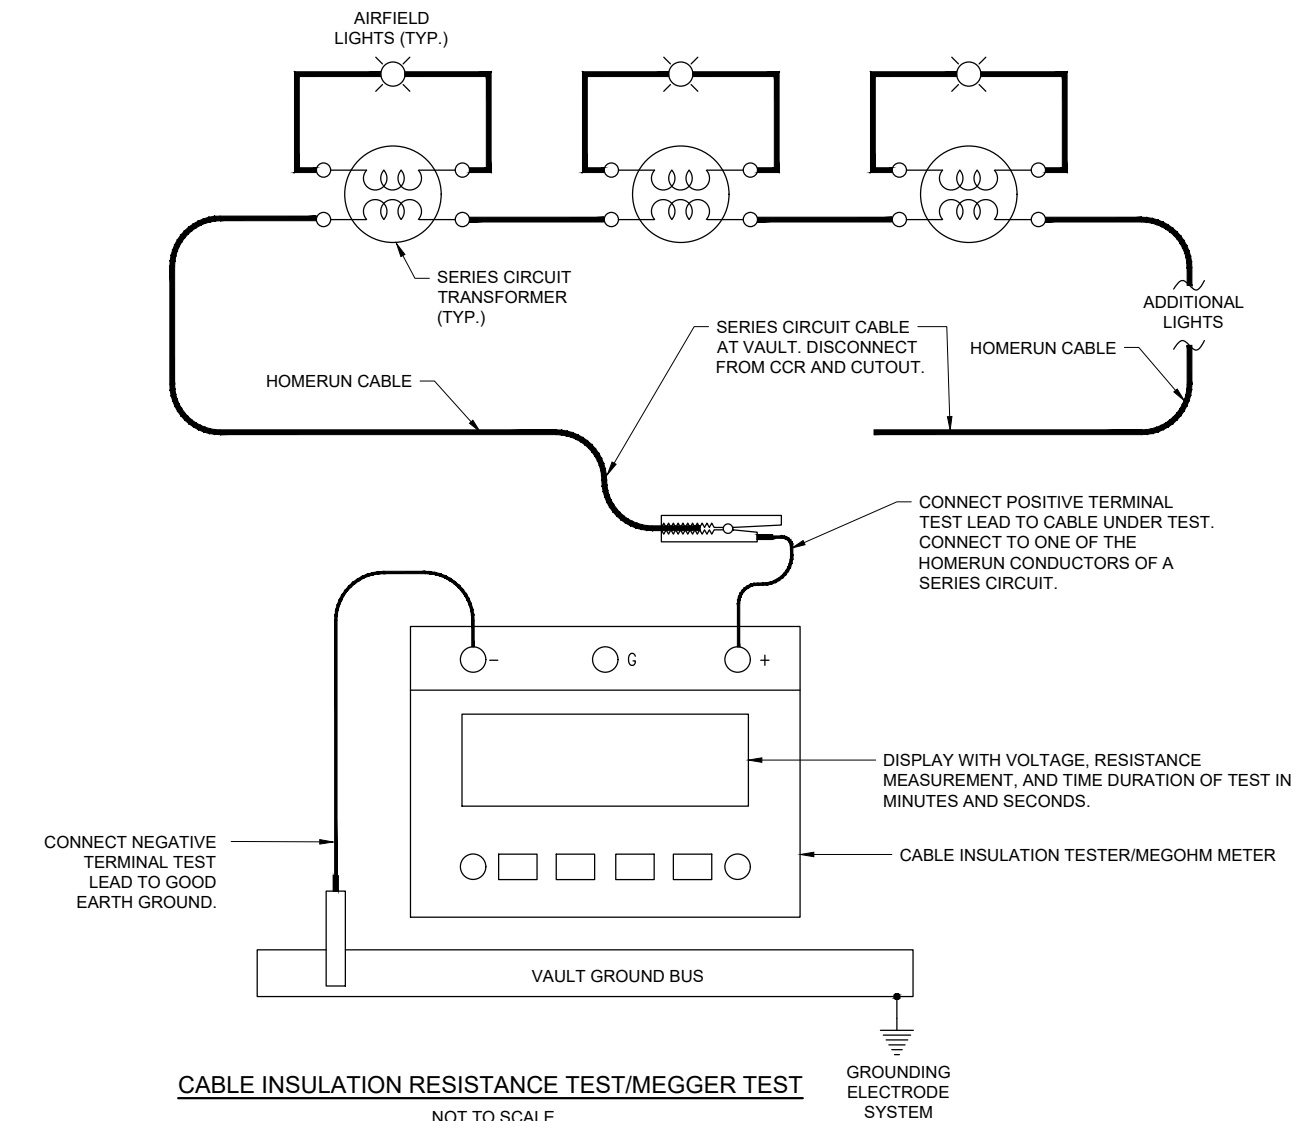 AIRFIELD
LIGHTS (TYP.)
SERIES CIRCUIT
TRANSFORMER
(TYP.)
ADDITIONAL
LIGHTS
SERIES CIRCUIT CABLE
AT VAULT. DISCONNECT
FROM CCR AND CUTOUT.
HOMERUN CABLE
HOMERUN CABLE
CONNECT POSITIVE TERMINAL
TEST LEAD TO CABLE UNDER TEST.
CONNECT TO ONE OF THE
HOMERUN CONDUCTORS OF A
SERIES CIRCUIT.
- G +
DISPLAY WITH VOLTAGE, RESISTANCE
MEASUREMENT, AND TIME DURATION OF TEST IN
MINUTES AND SECONDS.
CONNECT NEGATIVE
TERMINAL TEST
LEAD TO GOOD
EARTH GROUND.
CABLE INSULATION TESTER/MEGOHM METER
VAULT GROUND BUS
GROUNDING
ELECTRODE
SYSTEM
CABLE INSULATION RESISTANCE TEST/MEGGER TEST
NOT TO SCALE